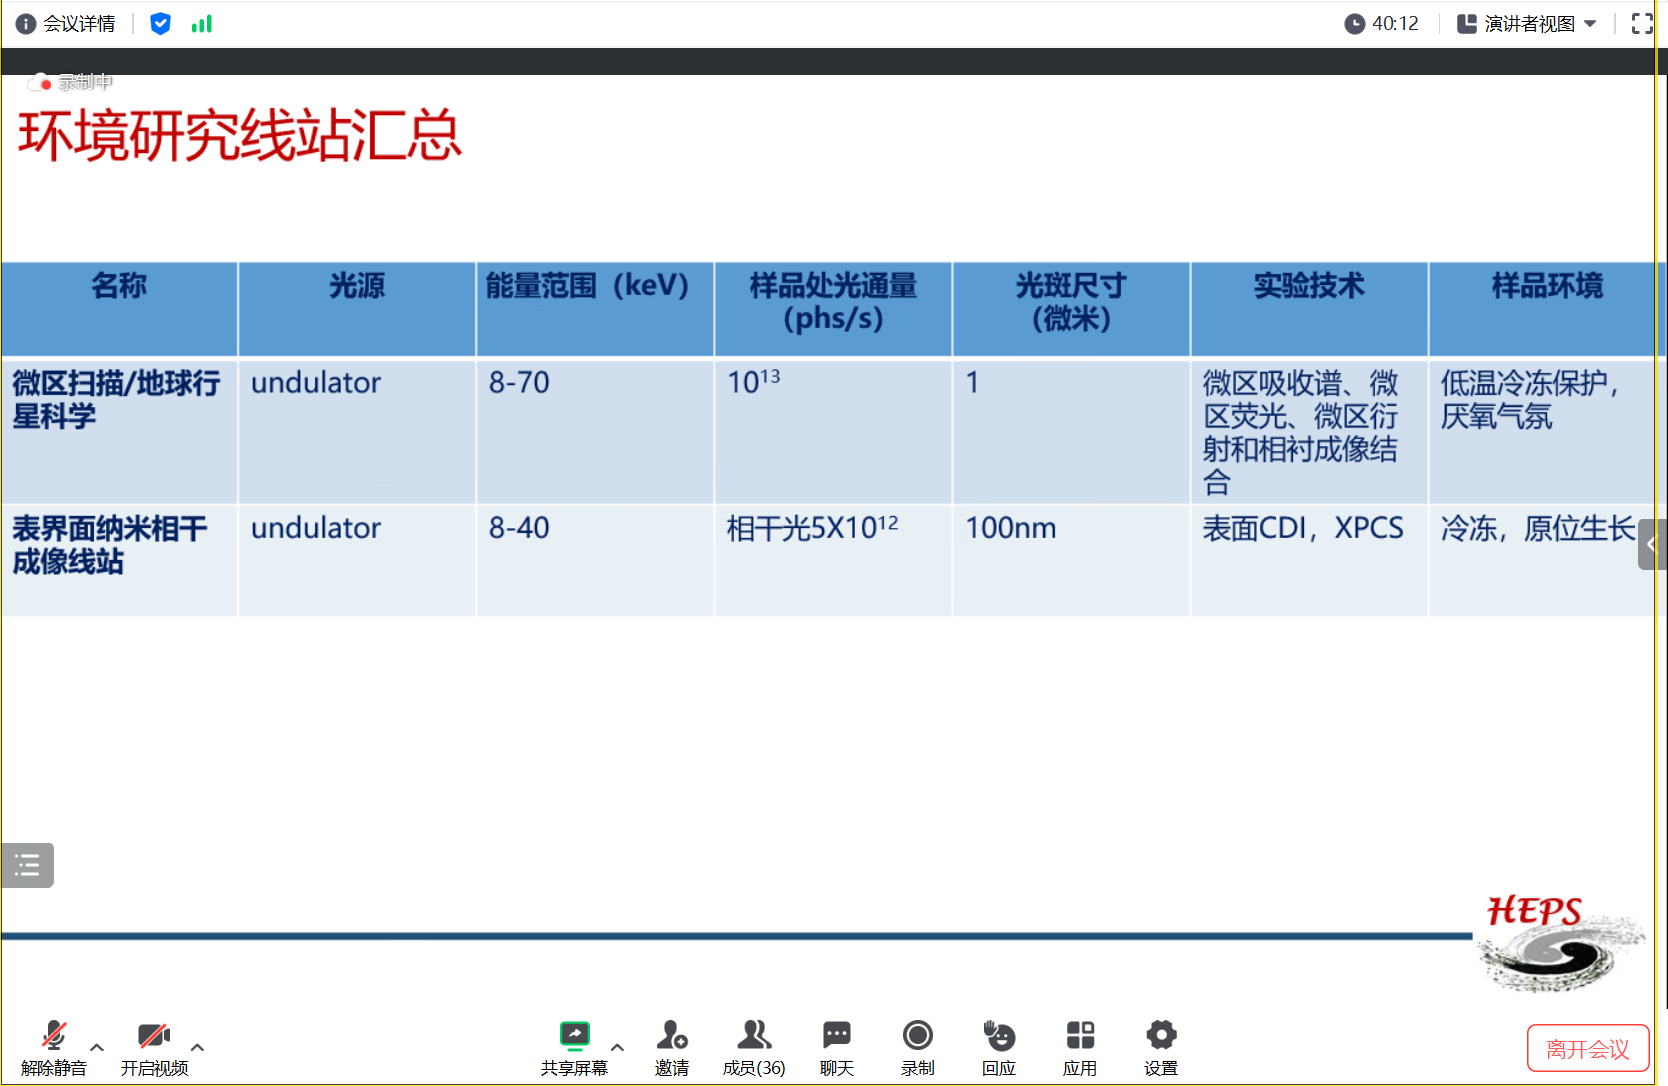 会议详情
40:12
演讲者视图
录制中
环境研究线站汇总
名称
光源
能量范围（keV）
样品处光通量
（phs/s）
光斑尺寸
（微米）
实验技术
样品环境
微区扫描/地球行
星科学
undulator
8-70
10¹³
1
微区吸收谱、微
区荧光、微区衍
射和相衬成像结
合
低温冷冻保护，
厌氧气氛
表界面纳米相干
成像线站
undulator
8-40
相干光5X10¹²
100nm
表面CDI，XPCS
冷冻，原位生长
HEPS
解除静音
开启视频
共享屏幕
邀请
成员(36)
聊天
录制
回应
应用
设置
离开会议